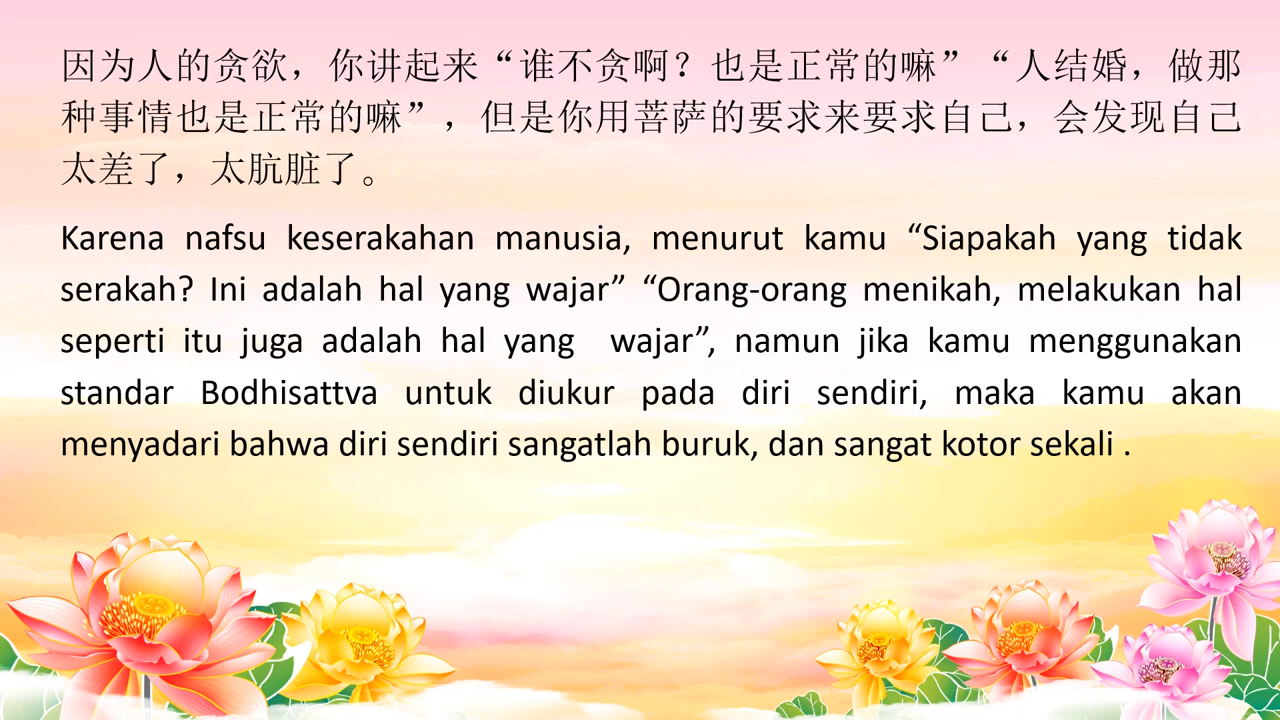 因为人的贪欲，你讲起来“谁不贪啊？也是正常的嘛”“人结婚，做那
种事情也是正常的嘛”，但是你用菩萨的要求来要求自己，会发现自己
太差了，太肮脏了。
Karena nafsu keserakahan manusia, menurut kamu “Siapakah yang tidak
serakah? Ini adalah hal yang wajar” “Orang-orang menikah, melakukan hal
seperti itu juga adalah hal yang wajar”, namun jika kamu menggunakan
standar Bodhisattva untuk diukur pada diri sendiri, maka kamu akan
menyadari bahwa diri sendiri sangatlah buruk, dan sangat kotor sekali .